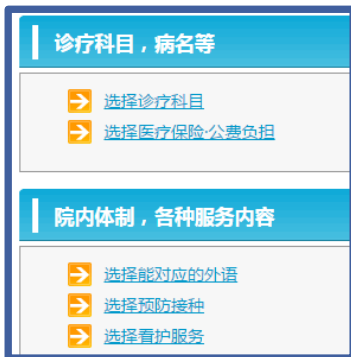 诊疗科目，病名等
选择诊疗科目
选择医疗保险·公费负担
院内体制，各种服务内容
选择能对应的外语
选择预防接种
选择看护服务